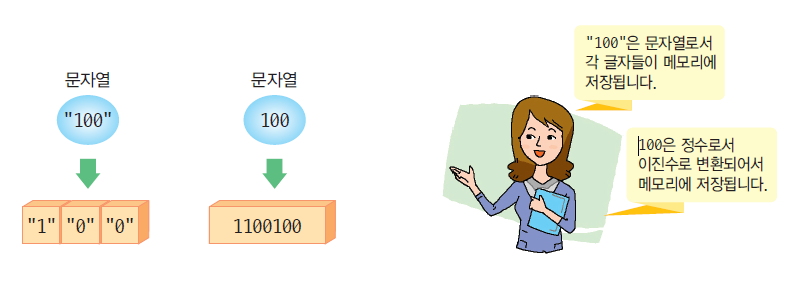 문자열
"100"
"1" "0" "0"
문자열
100
1100100
"100"은 문자열로서
각 글자들이 메모리에
저장됩니다.
100은 정수로서
이진수로 변환되어서
메모리에 저장됩니다.